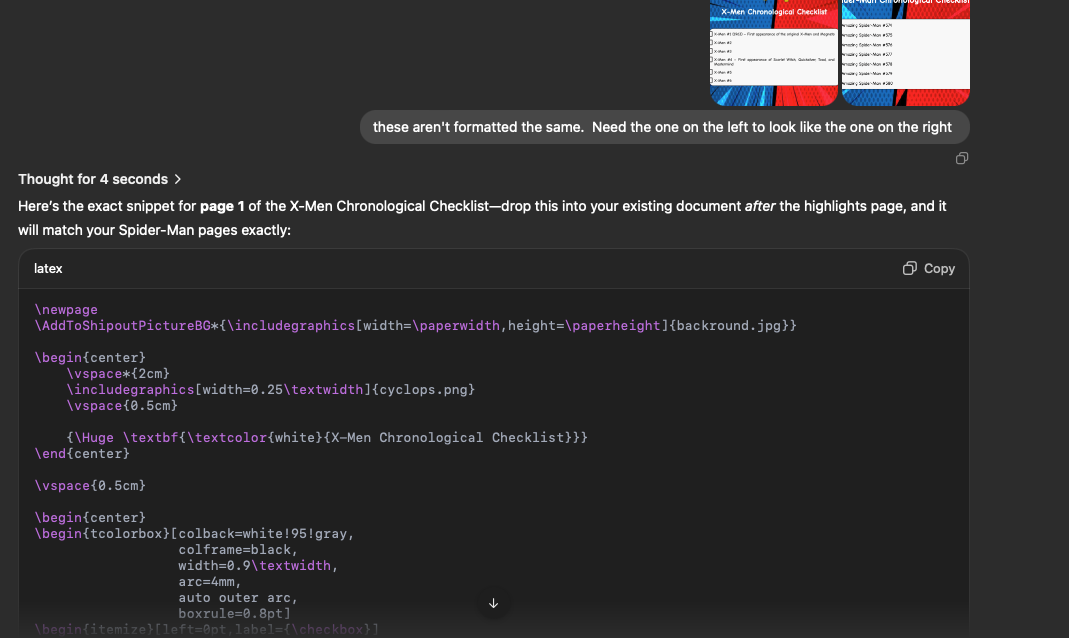 X-Men Chronological Checklist
X-Men #1 (1963) – First appearance of the original X-Men and Magneto
X-Men #2
X-Men #3
X-Men #4 – First appearance of Scarlet Witch, Quicksilver, Toad, and Mastermind
X-Men #5
X-Men #6
der-Man Chronological Checklist
Amazing Spider-Man #574
Amazing Spider-Man #575
Amazing Spider-Man #576
Amazing Spider-Man #577
Amazing Spider-Man #578
Amazing Spider-Man #579
Amazing Spider-Man #580
these aren't formatted the same.  Need the one on the left to look like the one on the right
Thought for 4 seconds
Here's the exact snippet for page 1 of the X-Men Chronological Checklist—drop this into your existing document after the highlights page, and it
will match your Spider-Man pages exactly:
latex
Copy
\newpage
\AddToShipoutPictureBG*{\includegraphics[width=\paperwidth,height=\paperheight]{backround.jpg}}
\begin{center}
    \vspace*{2cm}
    \includegraphics[width=0.25\textwidth]{cyclops.png}
    \vspace{0.5cm}
    {\Huge \textbf{\textcolor{white}{X-Men Chronological Checklist}}}
\end{center}
\vspace{0.5cm}
\begin{center}
\begin{tcolorbox}[colback=white!95!gray,
                  colframe=black,
                  width=0.9\textwidth,
                  arc=4mm,
                  auto outer arc,
                  boxrule=0.8pt]
\begin{itemize}[left=0pt,label={\checkbox}]